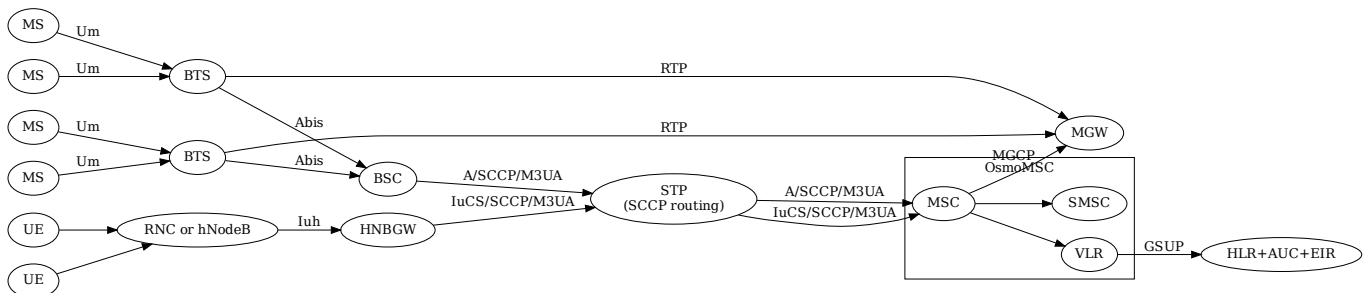 MS
Um
MS
Um
BTS
RTP
MS
Um
Abis
RTP
MGW
MS
Um
BTS
Abis
BSC
A/SCCP/M3UA
STP
(SCCP routing)
A/SCCP/M3UA
MGCP
OsmoMSC
MSC
SMSC
IuCS/SCCP/M3UA
IuCS/SCCP/M3UA
UE
RNC or hNodeB
Iuh
HNBGW
VLR
GSUP
HLR+AUC+EIR
UE